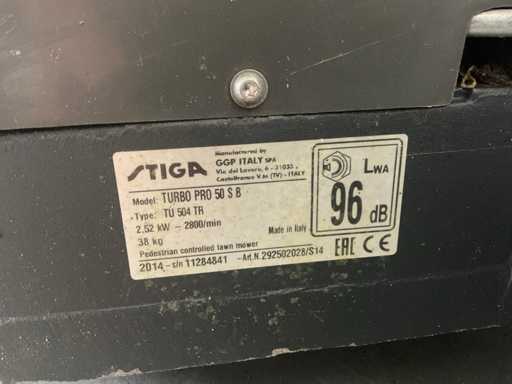 STIGA
Manufactured by
GGP ITALY SPA
Via del Lavoro, 6 - 31033
Castelfranco V.to (TV) - ITALY
Model: TURBO PRO 50 S B
Type: TU 504 TR
2,52 kW - 2800/min
38 kg
Made in Italy
Pedestrian controlled lawn mower
2014 - s/n 11284841 - Art.N. 292502028/S14
LWA
96 dB
EAC CE